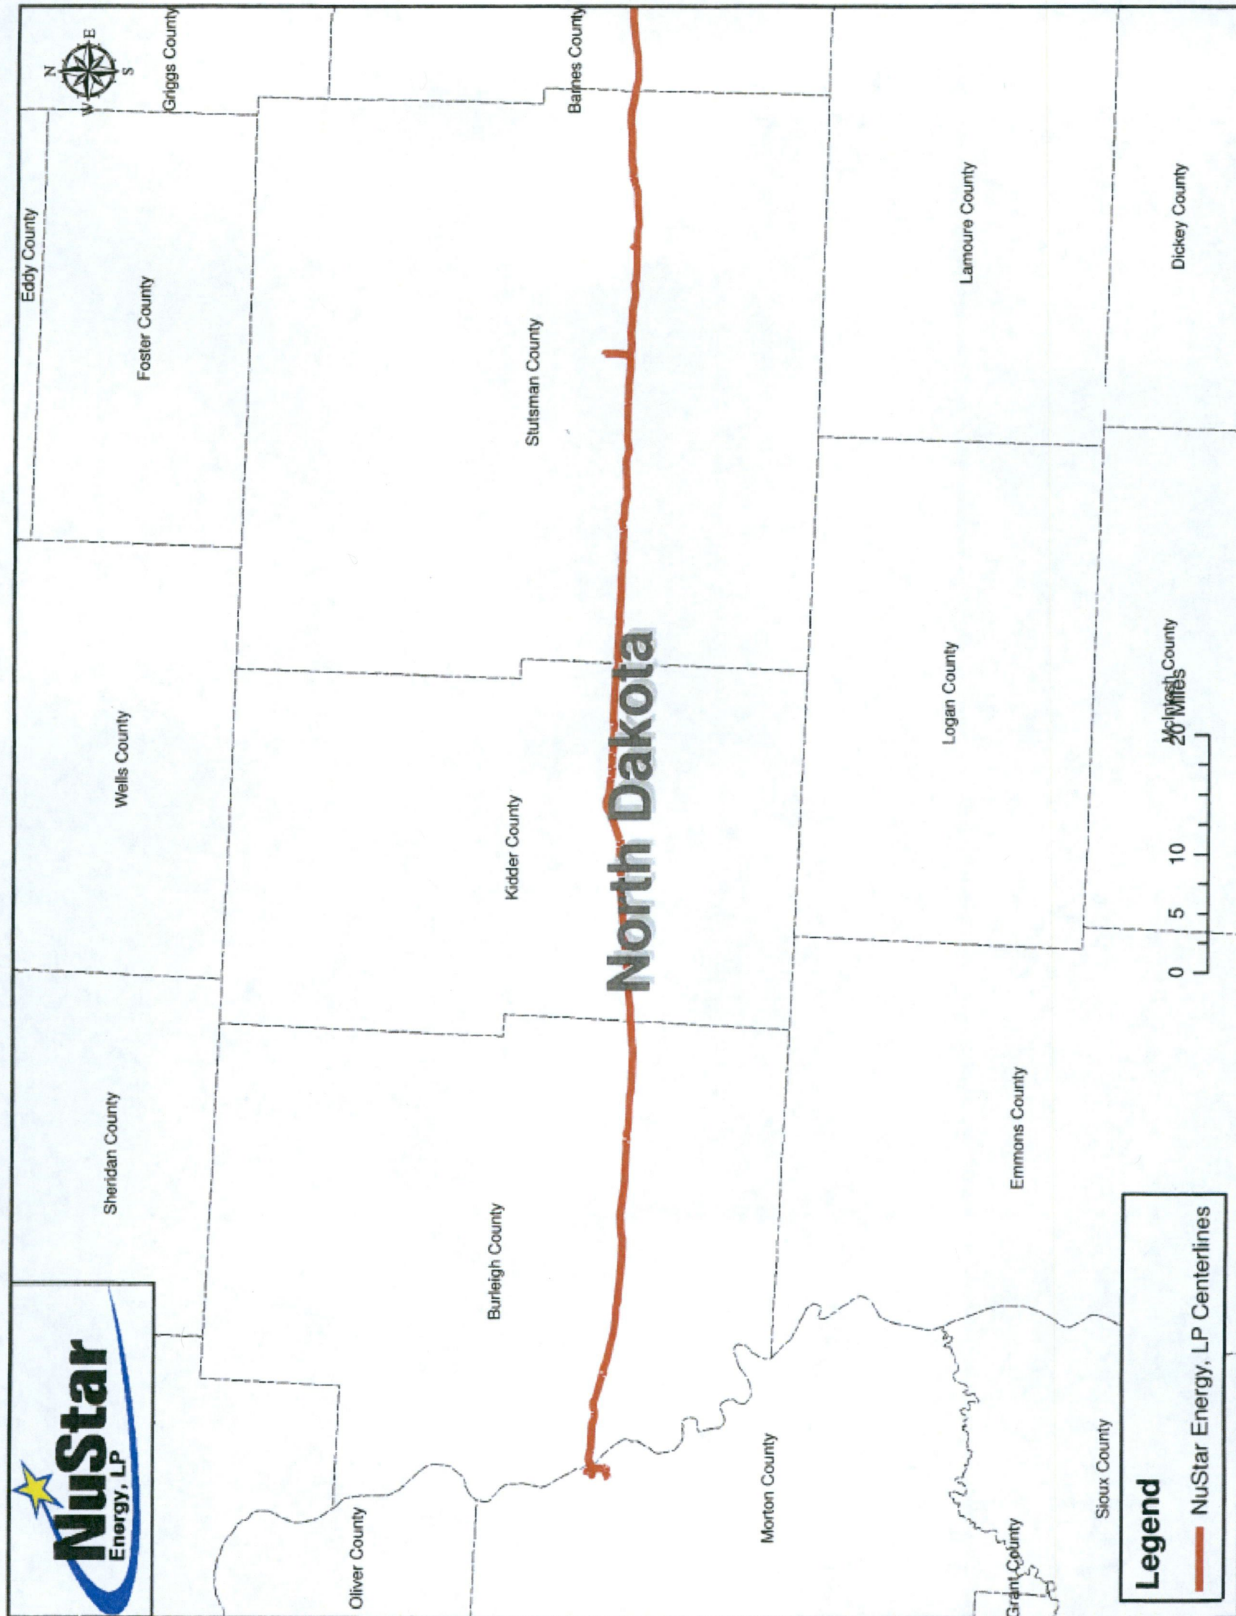 NuStar
Energy, LP
N
W
E
S
Eddy County
Griggs County
Foster County
Wells County
Sheridan County
Barnes County
Stutsman County
Kidder County
Burleigh County
Oliver County
North Dakota
Morton County
Lamoure County
Logan County
Emmons County
Grant County
Sioux County
Dickey County
McIntosh County
0 5 10 20 Miles
Legend
NuStar Energy, LP Centerlines